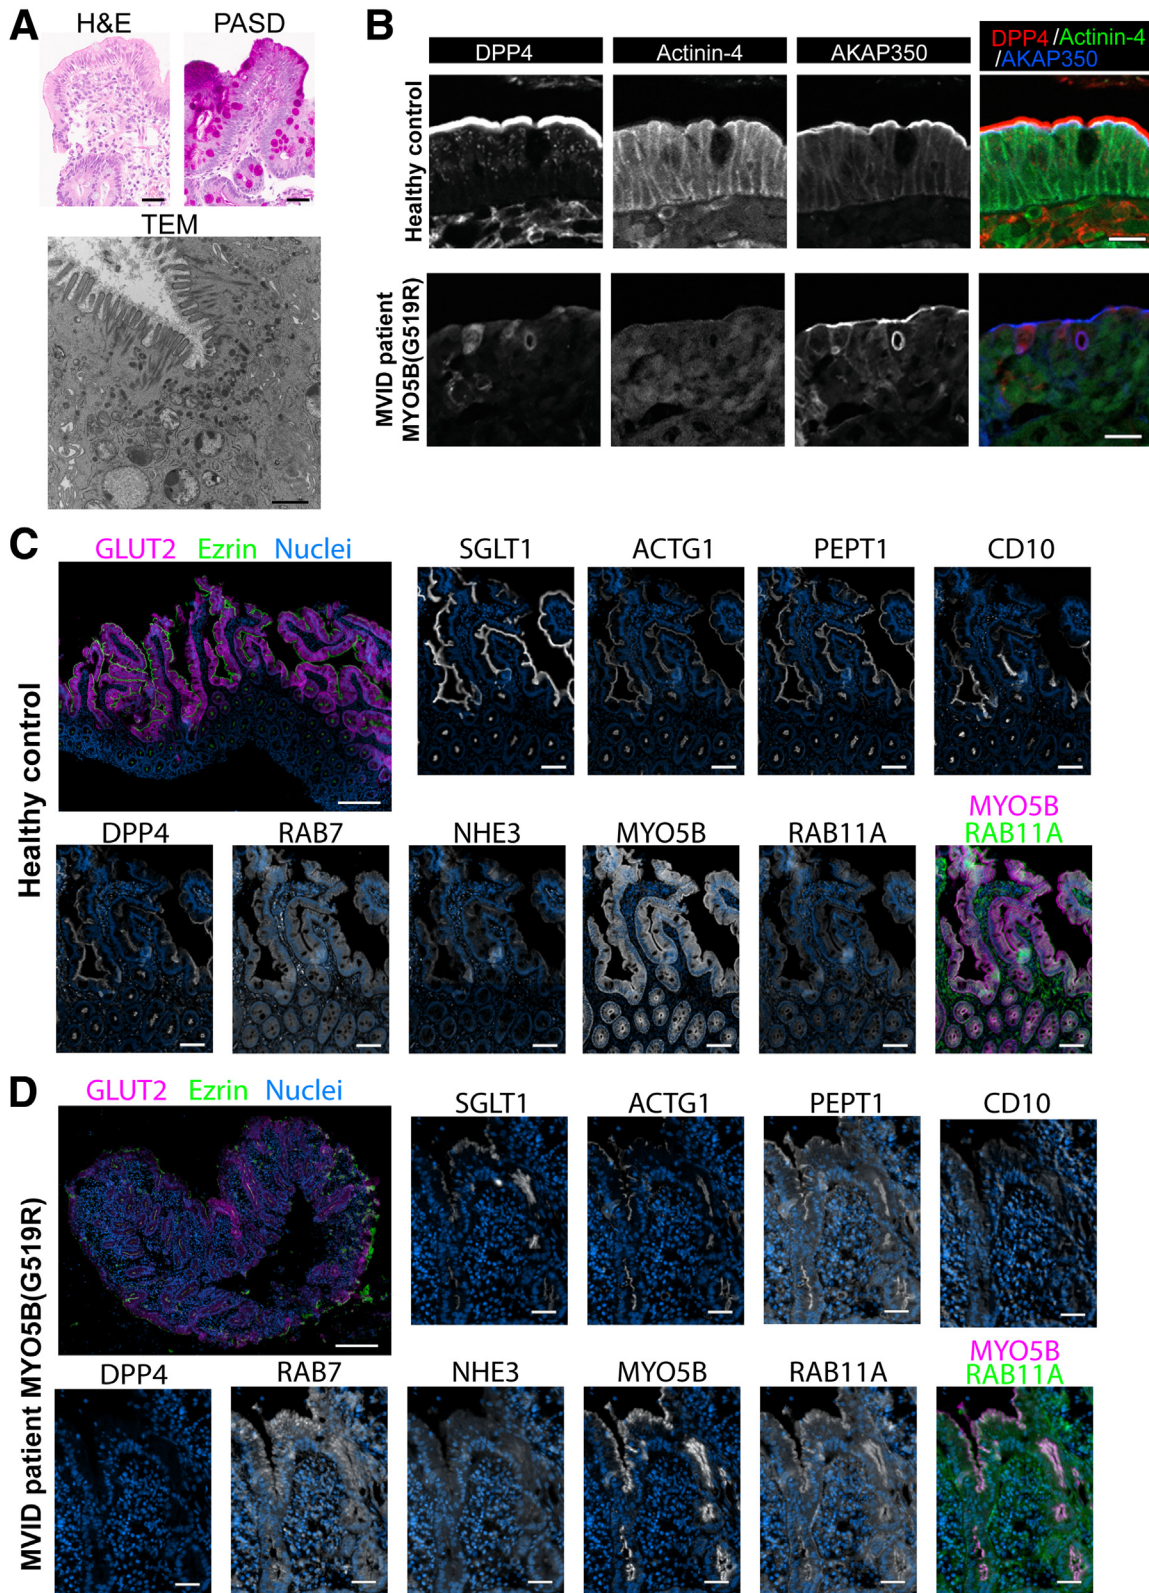 A
H&E
PASD
TEM
B
DPP4
Actinin-4
AKAP350
DPP4/Actinin-4
/AKAP350
Healthy control
MVID patient
MYO5B(G519R)
C
GLUT2 Ezrin Nuclei
SGLT1
ACTG1
PEPT1
CD10
Healthy control
DPP4
RAB7
NHE3
MYO5B
RAB11A
MYO5B
RAB11A
D
GLUT2 Ezrin Nuclei
SGLT1
ACTG1
PEPT1
CD10
MVID patient MYO5B(G519R)
DPP4
RAB7
NHE3
MYO5B
RAB11A
MYO5B
RAB11A